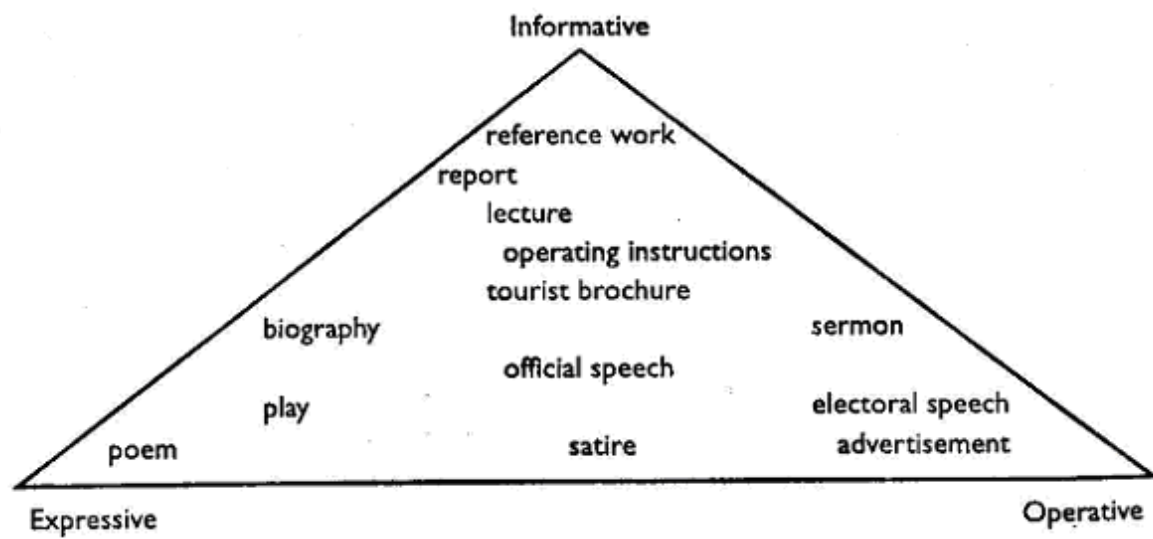 Informative
reference work
report
lecture
operating instructions
tourist brochure
biography sermon
official speech
play electoral speech
poem satire advertisement
Expressive Operative